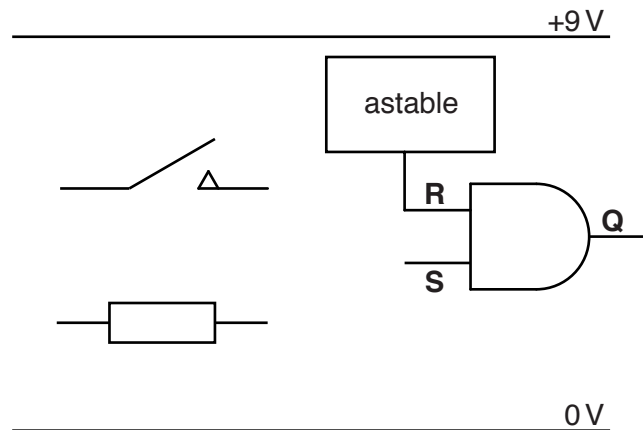 +9 V
astable
R
Q
S
0 V